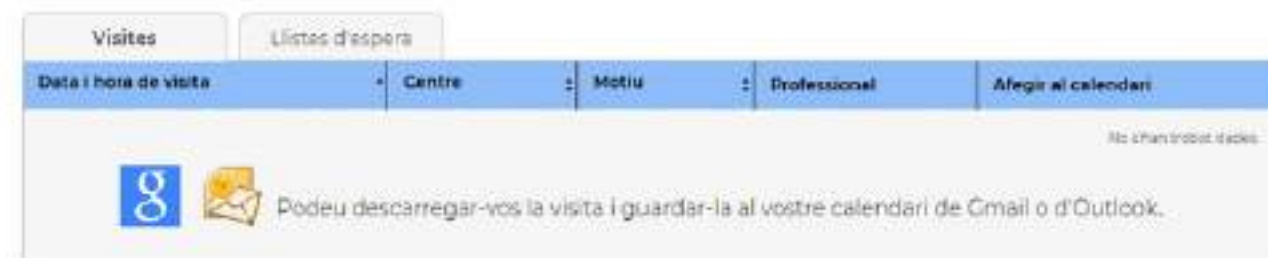 Visites
Llistes d'espera
Data i hora de visita
Centre
Motiu
Professional
Afegir al calendari
No s'han trobat dades
g
Podeu descarregar-vos la visita i guardar-la al vostre calendari de Gmail o d'Outlook.